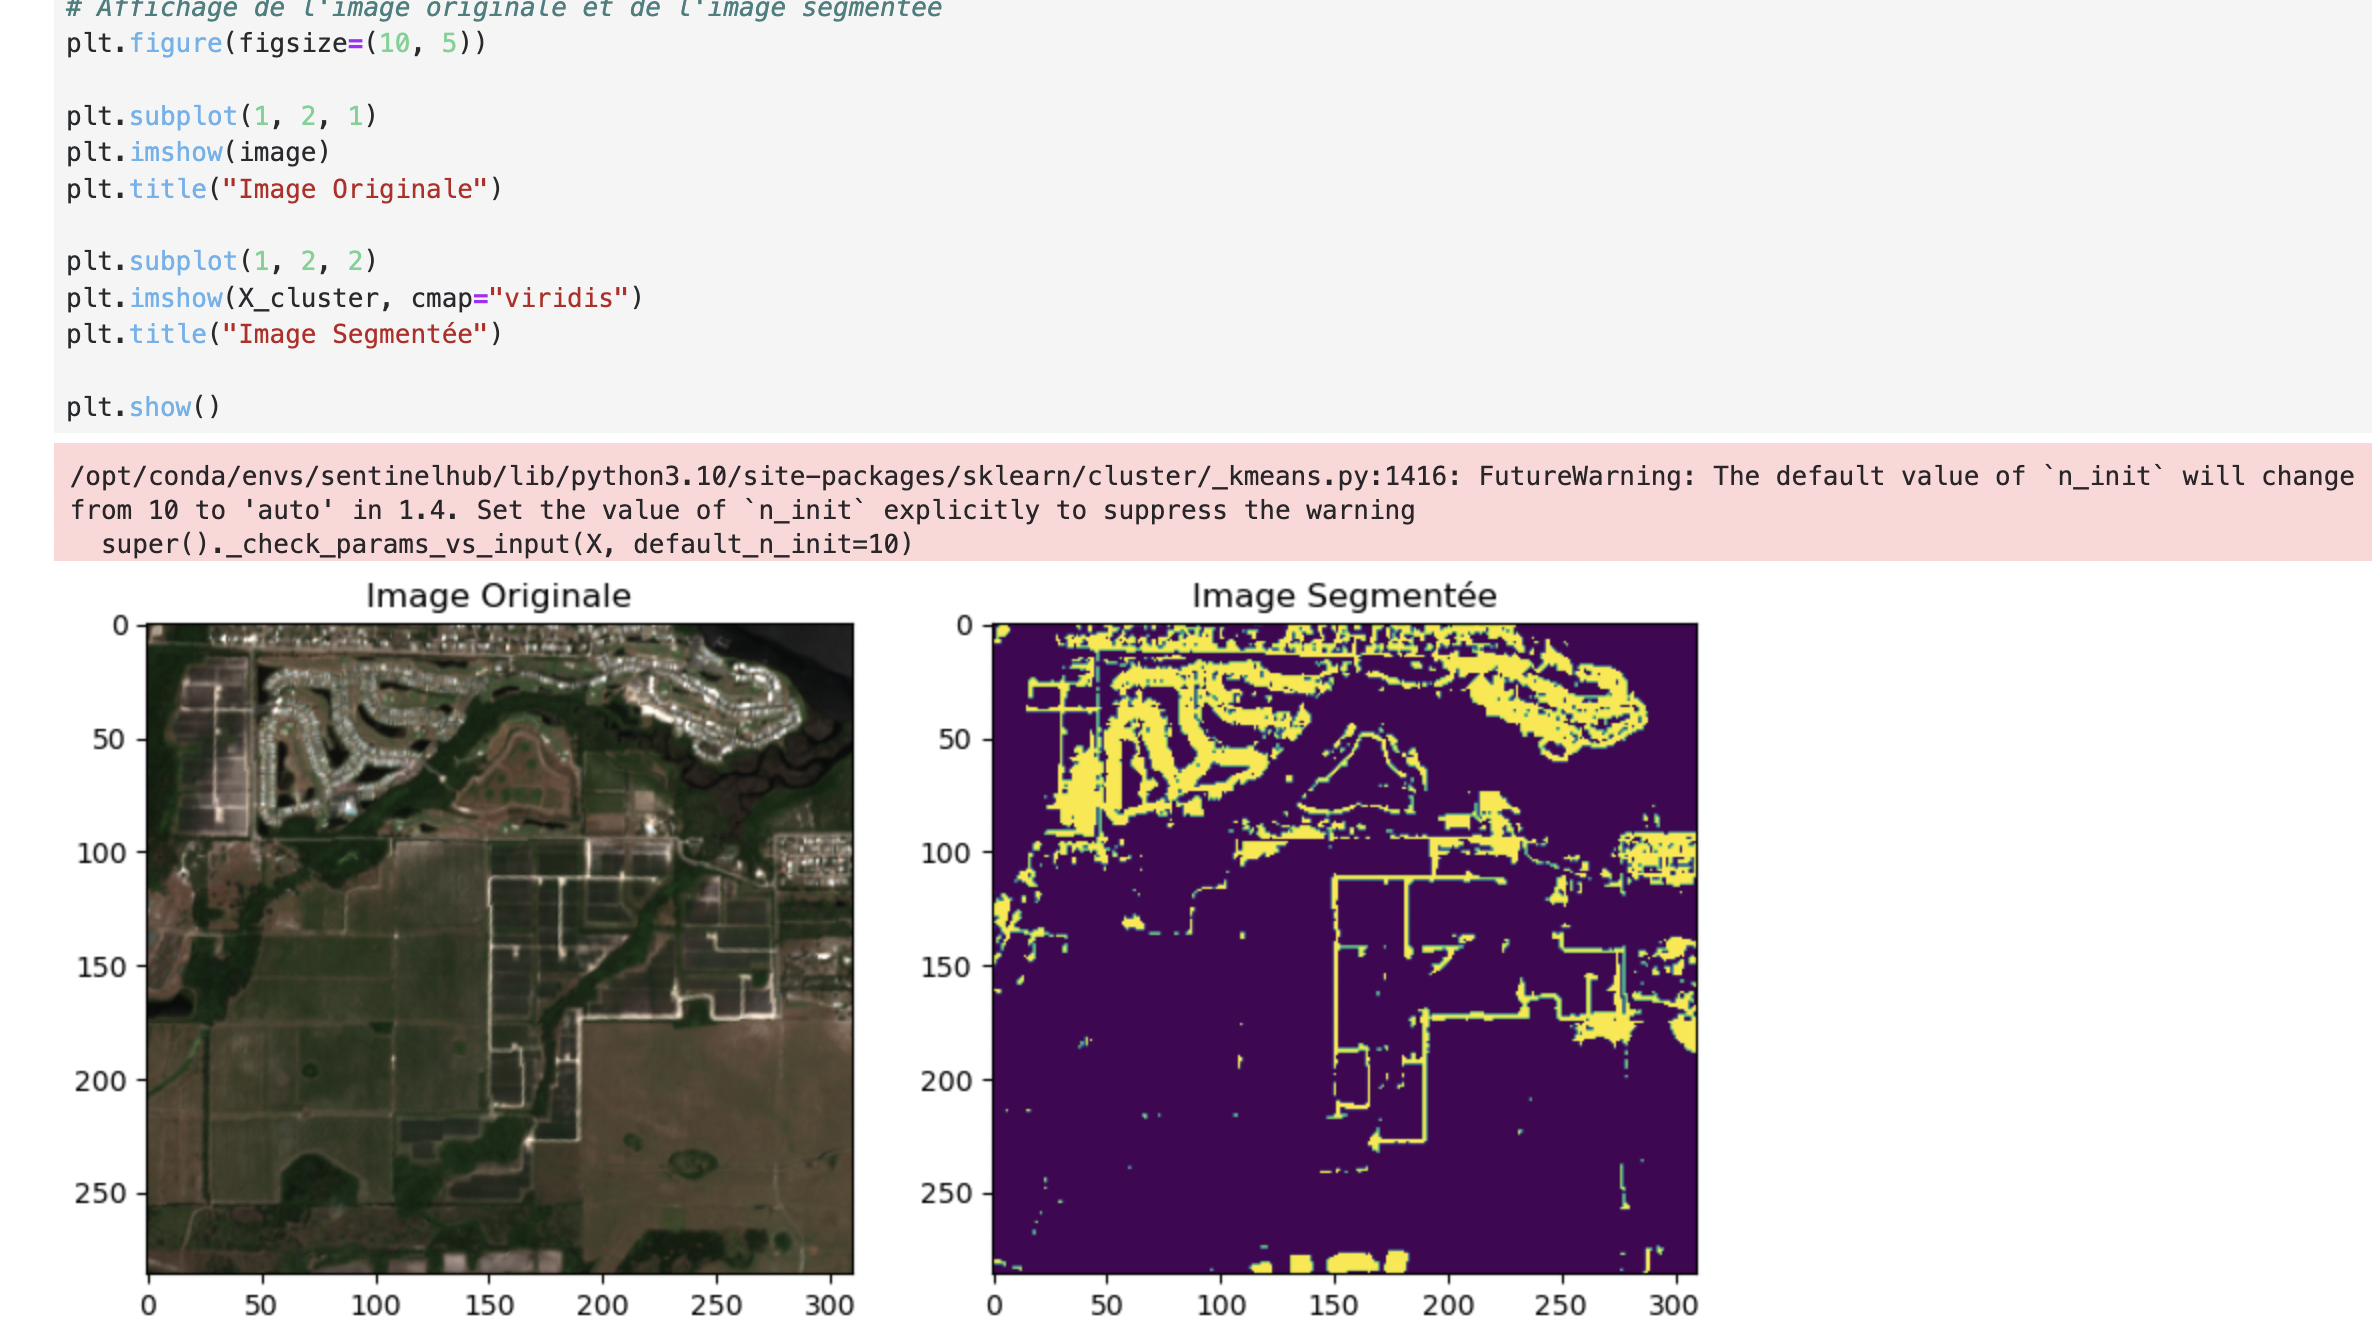 # Affichage de l'image originale et de l'image segmentée
plt.figure(figsize=(10, 5))
plt.subplot(1, 2, 1)
plt.imshow(image)
plt.title("Image Originale")
plt.subplot(1, 2, 2)
plt.imshow(X_cluster, cmap="viridis")
plt.title("Image Segmentée")
plt.show()
/opt/conda/envs/sentinelhub/lib/python3.10/site-packages/sklearn/cluster/_kmeans.py:1416: FutureWarning: The default value of `n_init` will change
from 10 to 'auto' in 1.4. Set the value of `n_init` explicitly to suppress the warning
super()._check_params_vs_input(X, default_n_init=10)
Image Originale
0
50
100
150
200
250
0 50 100 150 200 250 300
Image Segmentée
0
50
100
150
200
250
0 50 100 150 200 250 300